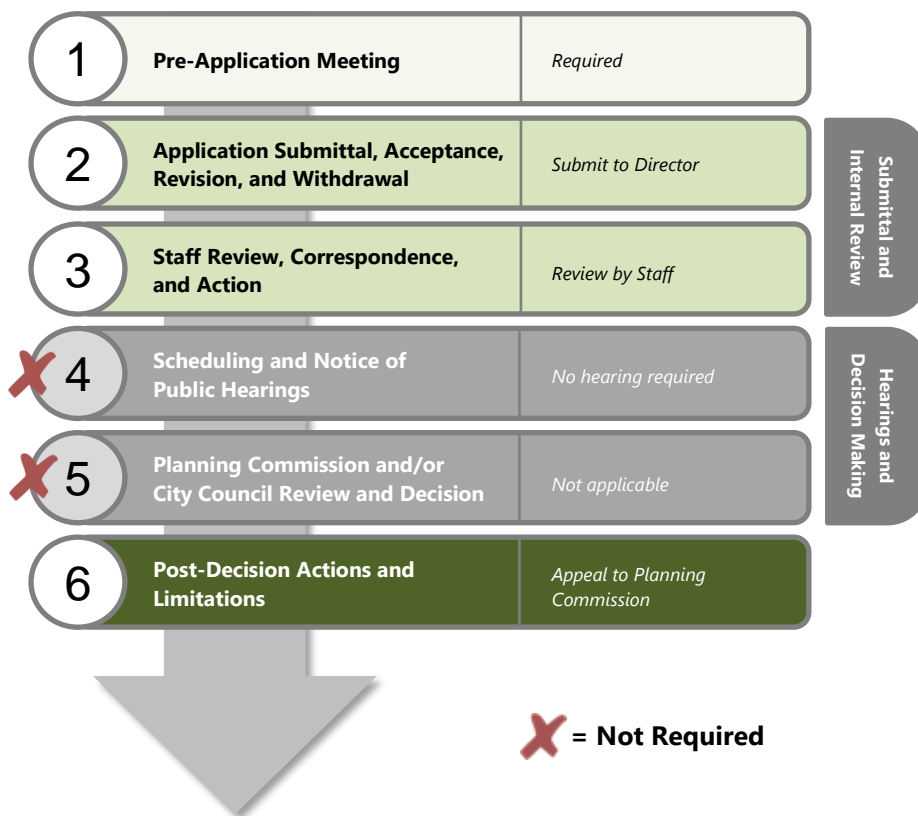 1
Pre-Application Meeting
Required
2
Application Submittal, Acceptance,
Revision, and Withdrawal
Submit to Director
3
Staff Review, Correspondence,
and Action
Review by Staff
Submittal and
Internal Review
4
Scheduling and Notice of
Public Hearings
No hearing required
5
Planning Commission and/or
City Council Review and Decision
Not applicable
Hearings and
Decision Making
6
Post-Decision Actions and
Limitations
Appeal to Planning
Commission
= Not Required